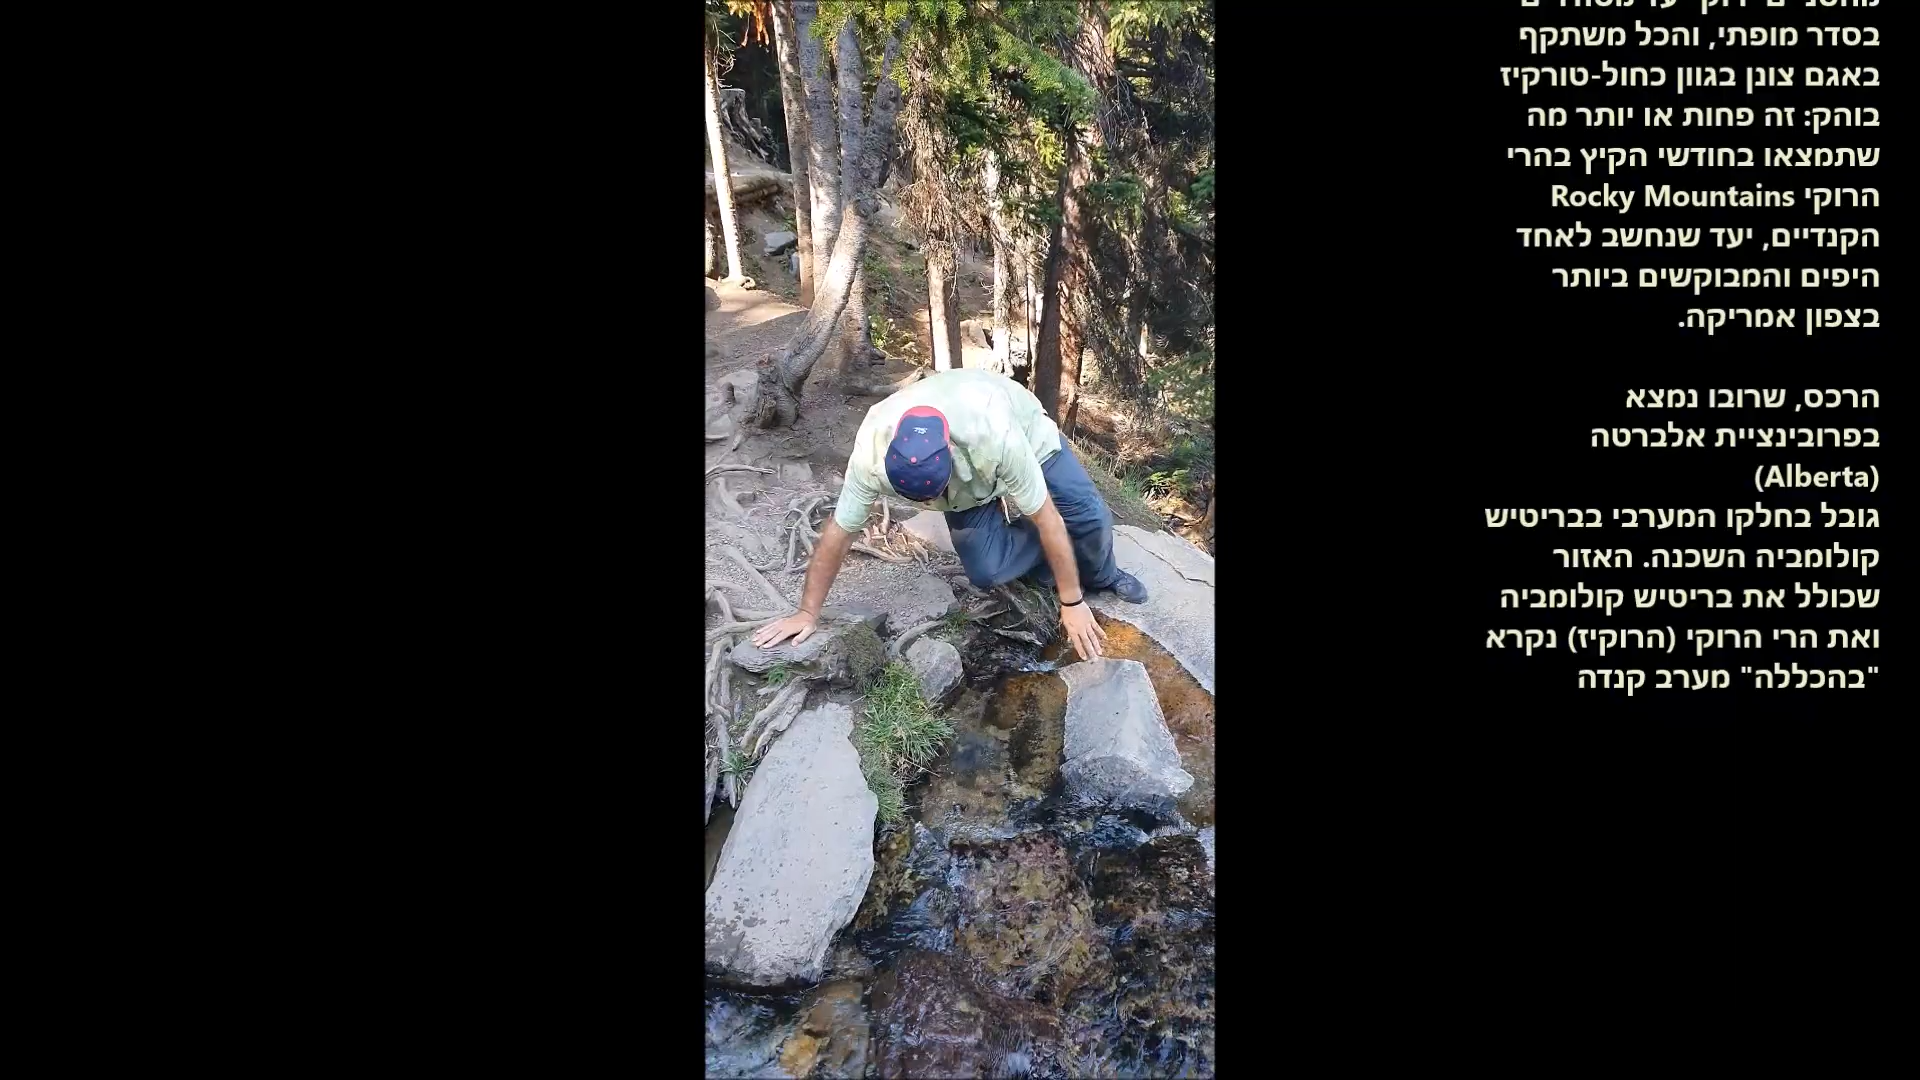 בסדר מופתי, והכל משתקף
באגם צונן בגוון כחול-טורקיז
בוהק: זה פחות או יותר מה
שתמצאו בחודשי הקיץ בהרי
הרוקי Rocky Mountains
הקנדיים, יעד שנחשב לאחד
היפים והמבוקשים ביותר
בצפון אמריקה.
הרכס, שרובו נמצא
בפרובינציית אלברטה
(Alberta)
גובל בחלקו המערבי בבריטיש
קולומביה השכנה. האזור
שכולל את בריטיש קולומביה
ואת הרי הרוקי (הרוקיז) נקרא
"בהכללה" מערב קנדה